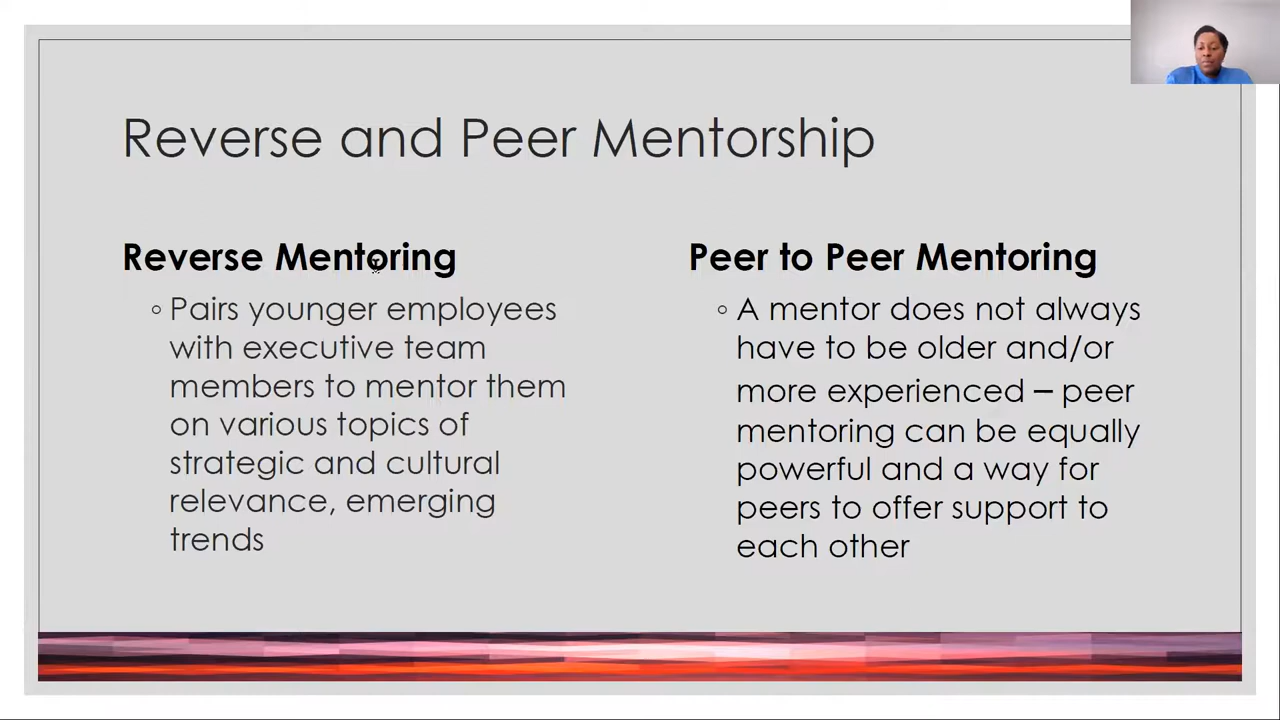 Reverse and Peer Mentorship
Reverse Mentoring
◦ Pairs younger employees
with executive team
members to mentor them
on various topics of
strategic and cultural
relevance, emerging
trends
Peer to Peer Mentoring
◦ A mentor does not always
have to be older and/or
more experienced – peer
mentoring can be equally
powerful and a way for
peers to offer support to
each other